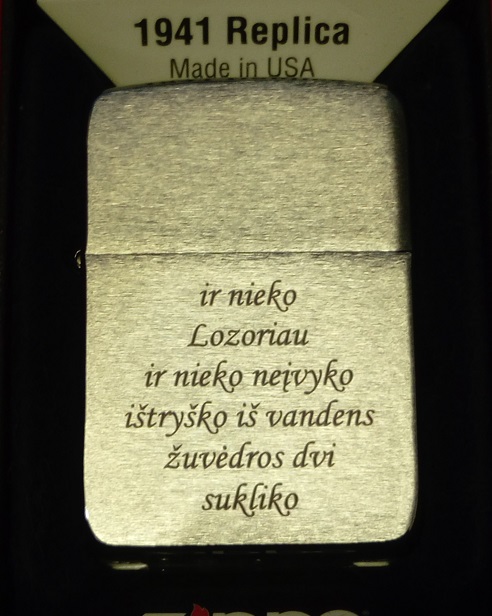 1941 Replica
Made in USA
ir nieko
Lozoriau
ir nieko neįvyko
ištryško iš vandens
žuvėdros dvi
sukliko